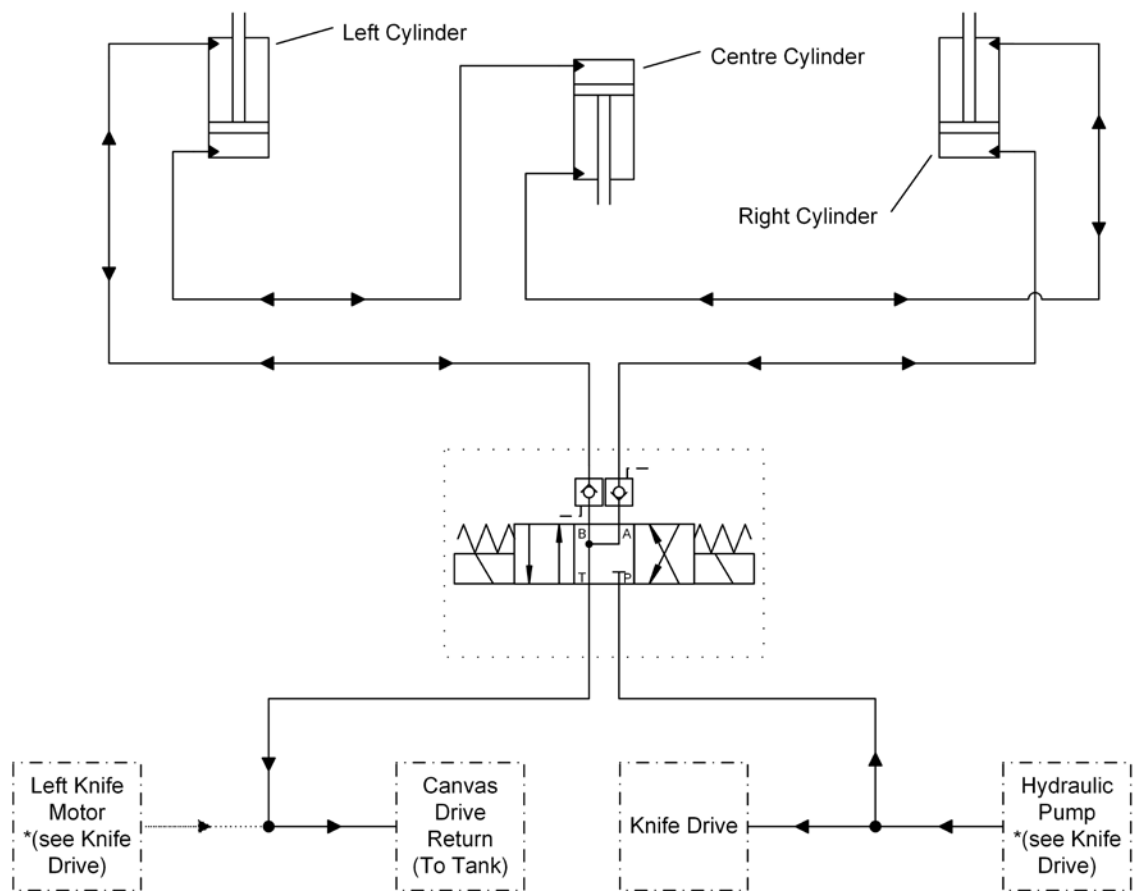 Left Cylinder
Centre Cylinder
Right Cylinder
B A
T P
Left Knife
Motor
*(see Knife
Drive)
Canvas
Drive
Return
(To Tank)
Knife Drive
Hydraulic
Pump
*(see Knife
Drive)